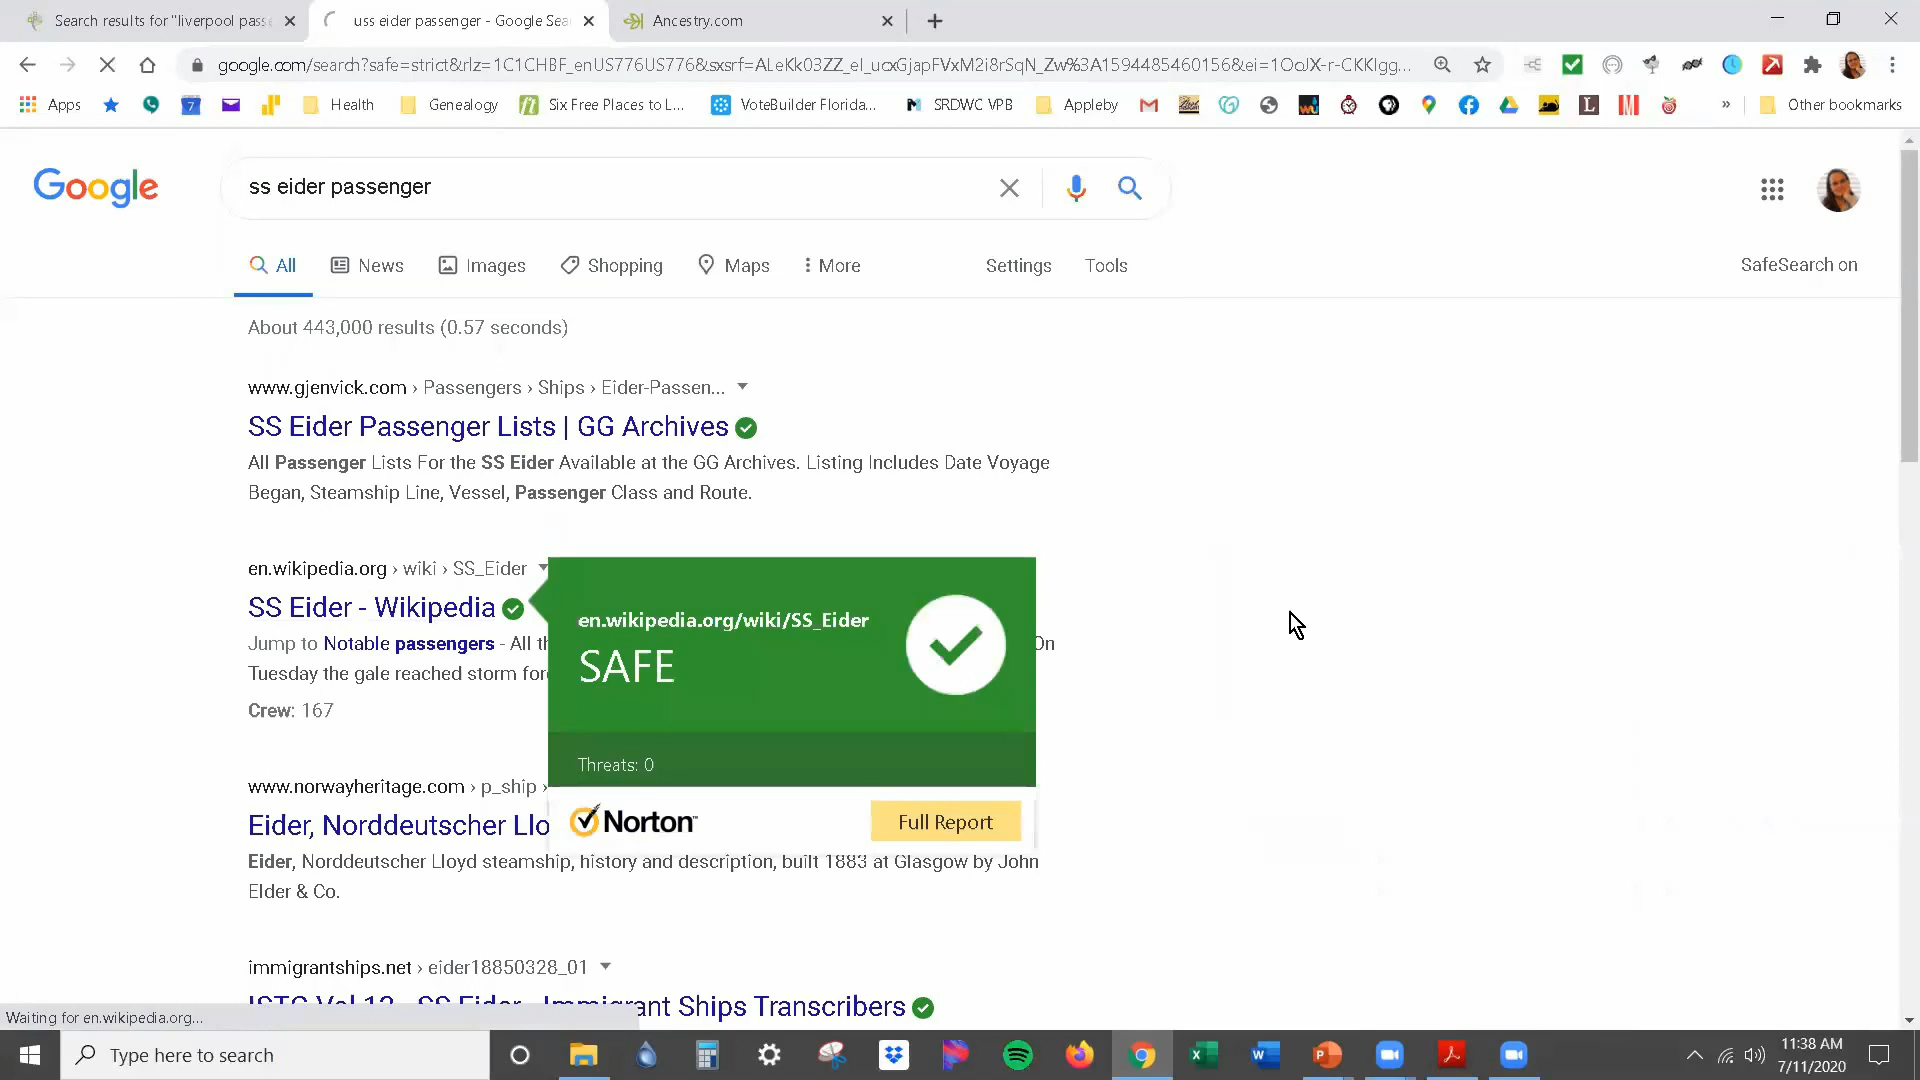 Search results for "liverpool passe
uss eider passenger - Google Sea
Ancestry.com
google.com/search?safe=strict&rlz=1C1CHBF_enUS776US776&sxsrf=
Apps
Health
Genealogy
Six Free Places to L...
VoteBuilder Florida...
SRDWC VPB
Appleby
»
Other bookmarks
Google
ss eider passenger
All
News
Images
Shopping
Maps
More
Settings
Tools
SafeSearch on
About 443,000 results (0.57 seconds)
www.gjenvick.com › Passengers › Ships › Eider-Passen...
SS Eider Passenger Lists | GG Archives
All Passenger Lists For the SS Eider Available at the GG Archives. Listing Includes Date Voyage
Began, Steamship Line, Vessel, Passenger Class and Route.
en.wikipedia.org › wiki › SS_Eider
SS Eider - Wikipedia
Jump to Notable passengers - All th
On
Tuesday the gale reached storm for
Crew: 167
en.wikipedia.org/wiki/SS_Eider
SAFE
Threats: 0
Norton
Full Report
www.norwayheritage.com › p_ship ›
Eider, Norddeutscher Llo
Eider, Norddeutscher Lloyd steamship, history and description, built 1883 at Glasgow by John
Elder & Co.
immigrantships.net › eider18850328_01
ISTG Vol 12 - SS Eider - Immigrant Ships Transcribers
Waiting for en.wikipedia.org...
Type here to search
11:38 AM
7/11/2020